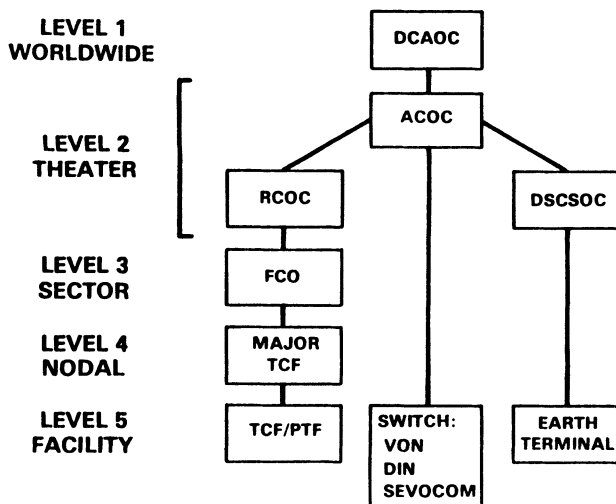 LEVEL 1
WORLDWIDE
DCAOC
ACOC
LEVEL 2
THEATER
RCOC
DSCSOC
LEVEL 3
SECTOR
FCO
LEVEL 4
NODAL
MAJOR
TCF
LEVEL 5
FACILITY
TCF/PTF
SWITCH:
VON
DIN
SEVOCOM
EARTH
TERMINAL